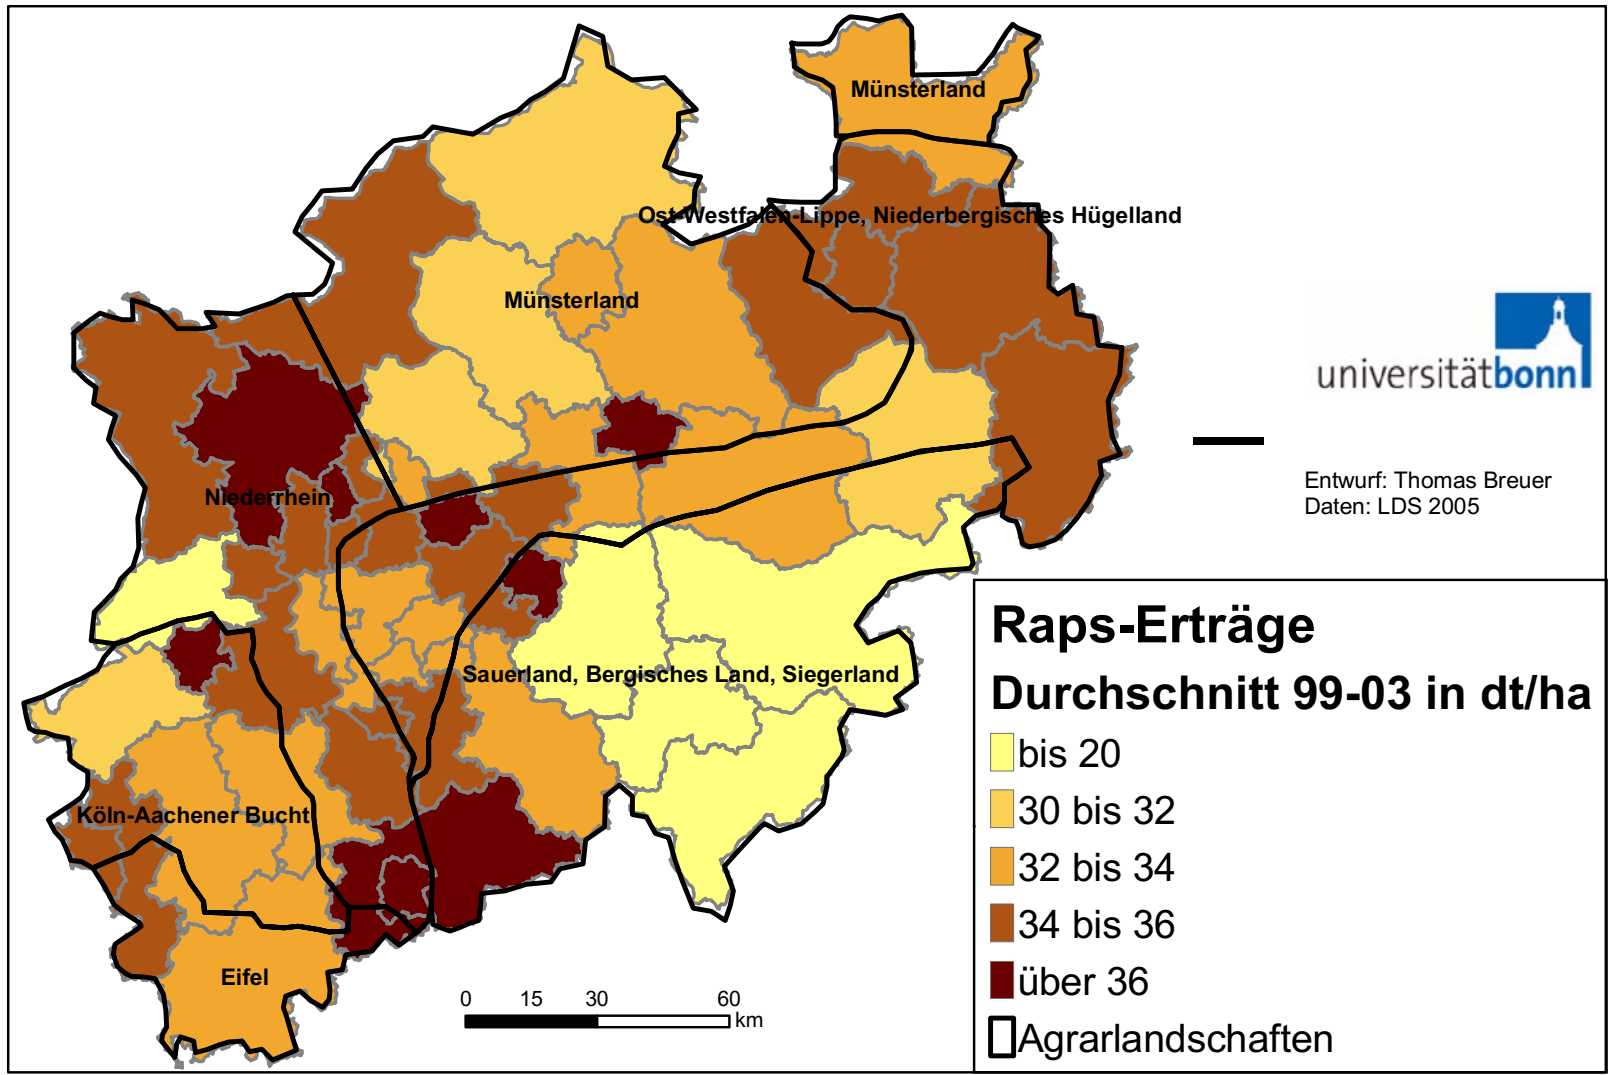 Münsterland
Ost-Westfalen-Lippe, Niederbergisches Hügelland
Münsterland
Niederrhein
Sauerland, Bergisches Land, Siegerland
Köln-Aachener Bucht
Eifel
0 15 30 60
km
universitätbonn
Entwurf: Thomas Breuer
Daten: LDS 2005
Raps-Erträge
Durchschnitt 99-03 in dt/ha
bis 20
30 bis 32
32 bis 34
34 bis 36
über 36
Agrarlandschaften